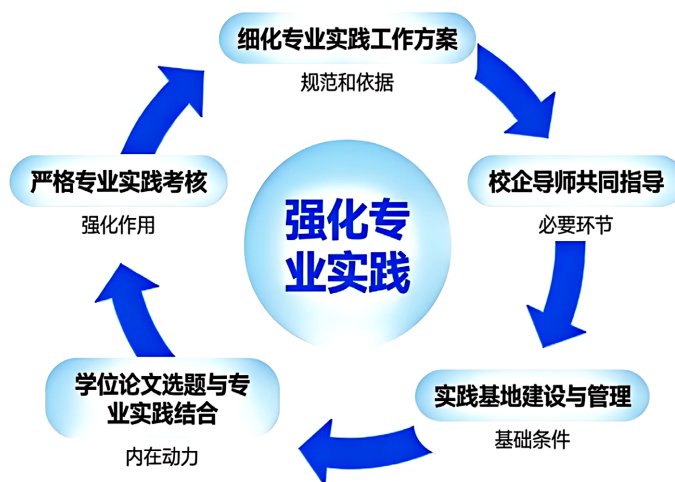 细化专业实践工作方案
规范和依据
严格专业实践考核
强化作用
校企导师共同指导
必要环节
强化专
业实践
学位论文选题与专
业实践结合
内在动力
实践基地建设与管理
基础条件